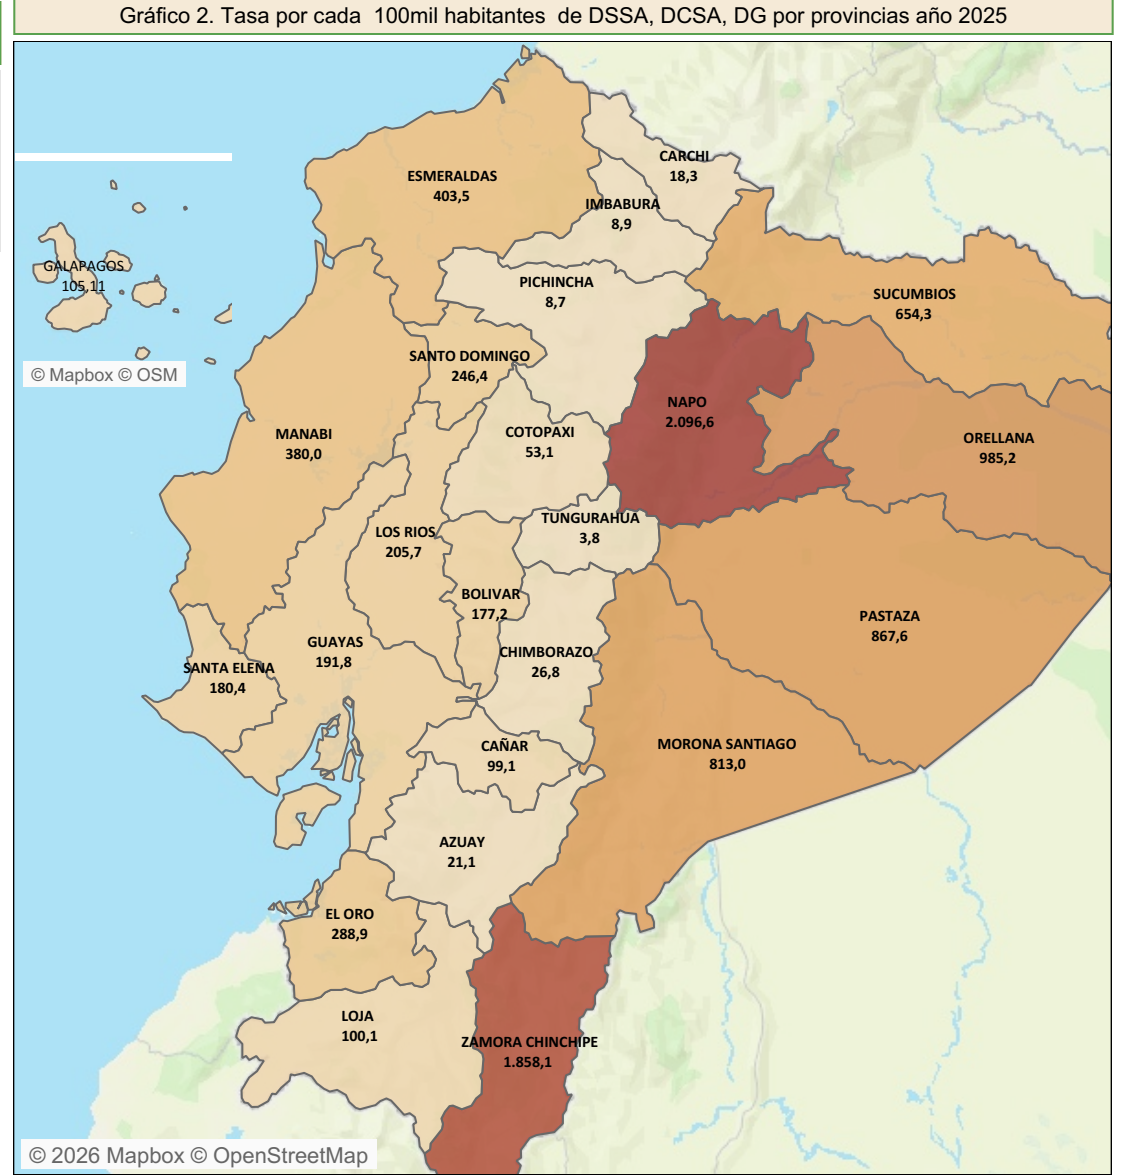 Gráfico 2. Tasa por cada 100mil habitantes de DSSA, DCSA, DG por provincias año 2025
CARCHI
18,3
ESMERALDAS
403,5
IMBABURA
8,9
GALAPAGOS
105,11
PICHINCHA
8,7
SUCUMBIOS
654,3
© Mapbox © OSM
SANTO DOMINGO
246,4
NAPO
2.096,6
MANABI
380,0
COTOPAXI
53,1
ORELLANA
985,2
TUNGURAHUA
3,8
LOS RIOS
205,7
BOLIVAR
177,2
PASTAZA
867,6
GUAYAS
191,8
CHIMBORAZO
26,8
SANTA ELENA
180,4
CAÑAR
99,1
MORONA SANTIAGO
813,0
AZUAY
21,1
EL ORO
288,9
LOJA
100,1
ZAMORA CHINCHIPE
1.858,1
© 2026 Mapbox © OpenStreetMap